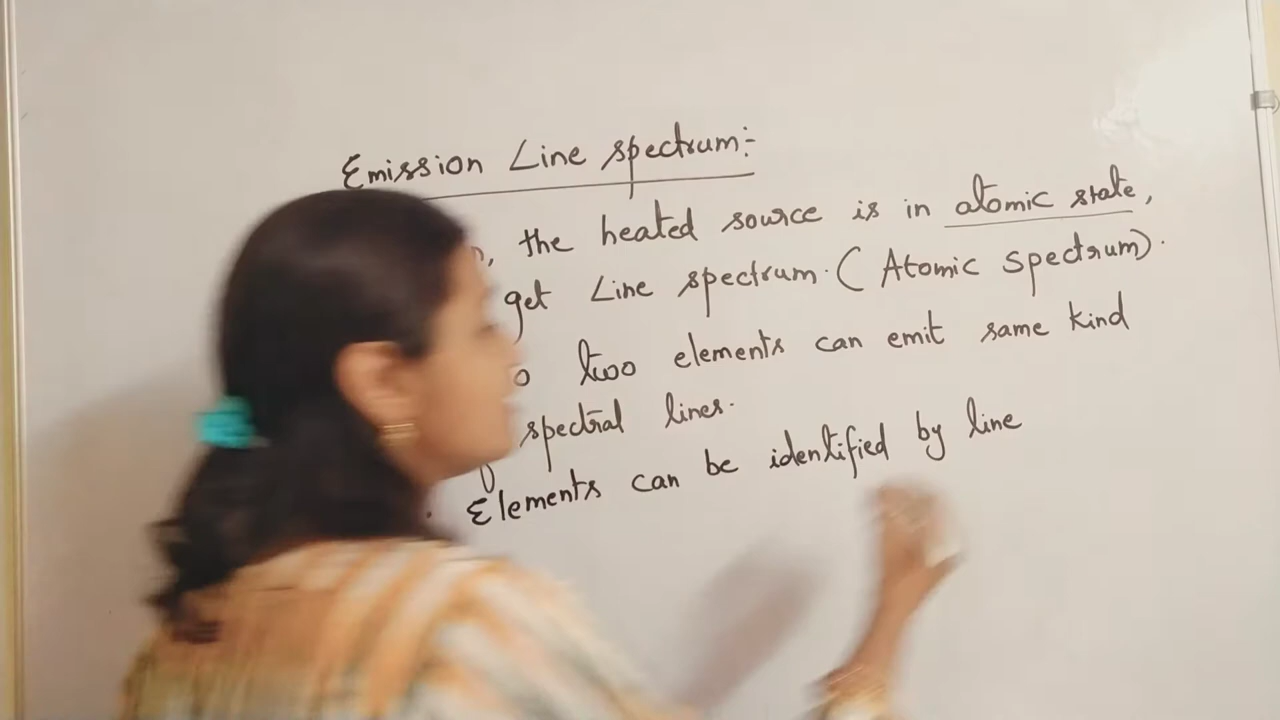 Emission Line spectrum:-
the heated source is in atomic state,
get Line spectrum. (Atomic spectrum).
two elements can emit same kind
spectral lines.
Elements can be identified by line